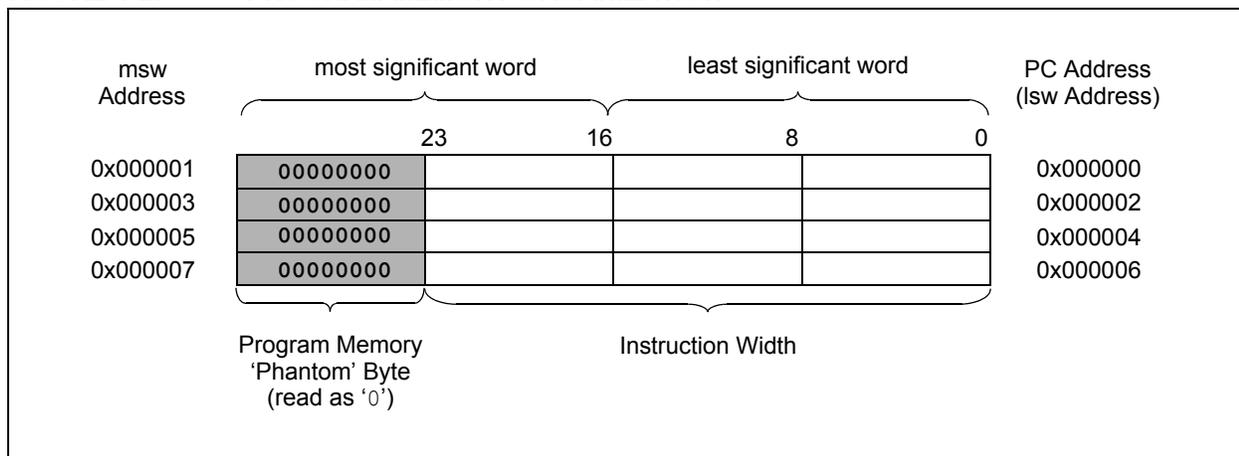 msw
Address
most significant word
least significant word
PC Address
(lsw Address)
23
16
8
0
0x000001
00000000
0x000000
0x000003
00000000
0x000002
0x000005
00000000
0x000004
0x000007
00000000
0x000006
Program Memory
‘Phantom’ Byte
(read as ‘0’)
Instruction Width